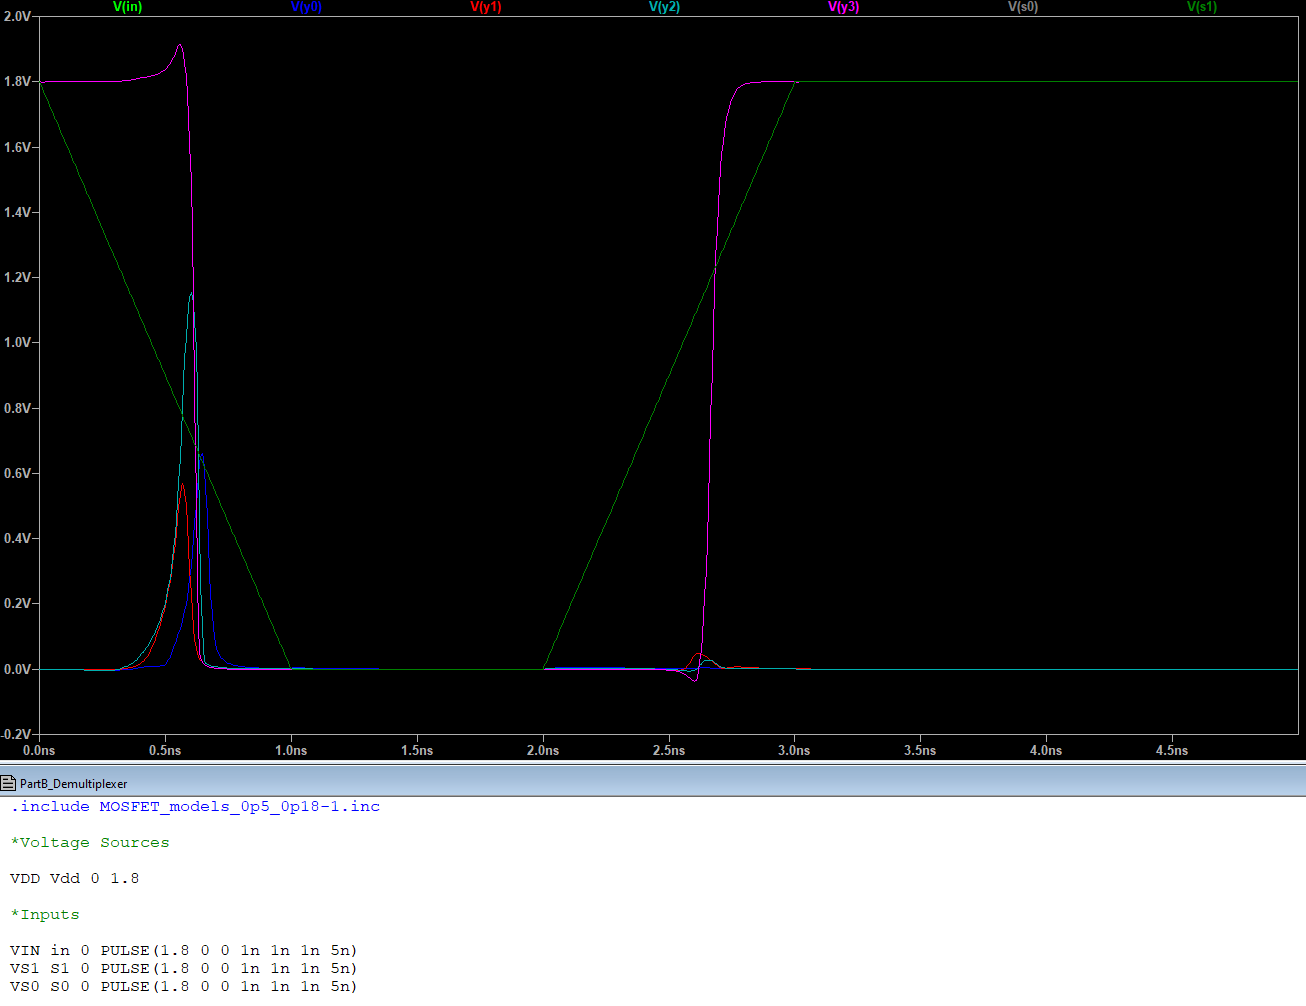 V(in) V(y0) V(y1) V(y2) V(y3) V(s0) V(s1)
2.0V
1.8V
1.6V
1.4V
1.2V
1.0V
0.8V
0.6V
0.4V
0.2V
0.0V
-0.2V
0.0ns 0.5ns 1.0ns 1.5ns 2.0ns 2.5ns 3.0ns 3.5ns 4.0ns 4.5ns
PartB_Demultiplexer
.include MOSFET_models_0p5_0p18-1.inc
*Voltage Sources
VDD Vdd 0 1.8
*Inputs
VIN in 0 PULSE(1.8 0 0 1n 1n 1n 5n)
VS1 S1 0 PULSE(1.8 0 0 1n 1n 1n 5n)
VS0 S0 0 PULSE(1.8 0 0 1n 1n 1n 5n)